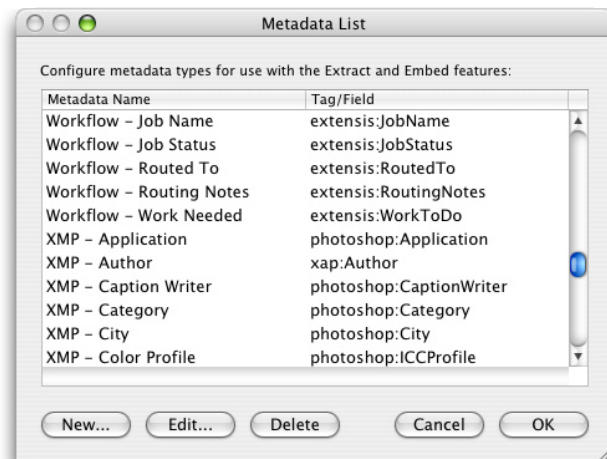 Metadata List
Configure metadata types for use with the Extract and Embed features:
Metadata Name Tag/Field
Workflow – Job Name extensis:JobName
Workflow – Job Status extensis:JobStatus
Workflow – Routed To extensis:RoutedTo
Workflow – Routing Notes extensis:RoutingNotes
Workflow – Work Needed extensis:WorkToDo
XMP – Application photoshop:Application
XMP – Author xap:Author
XMP – Caption Writer photoshop:CaptionWriter
XMP – Category photoshop:Category
XMP – City photoshop:City
XMP – Color Profile photoshop:ICCProfile
New... Edit... Delete Cancel OK